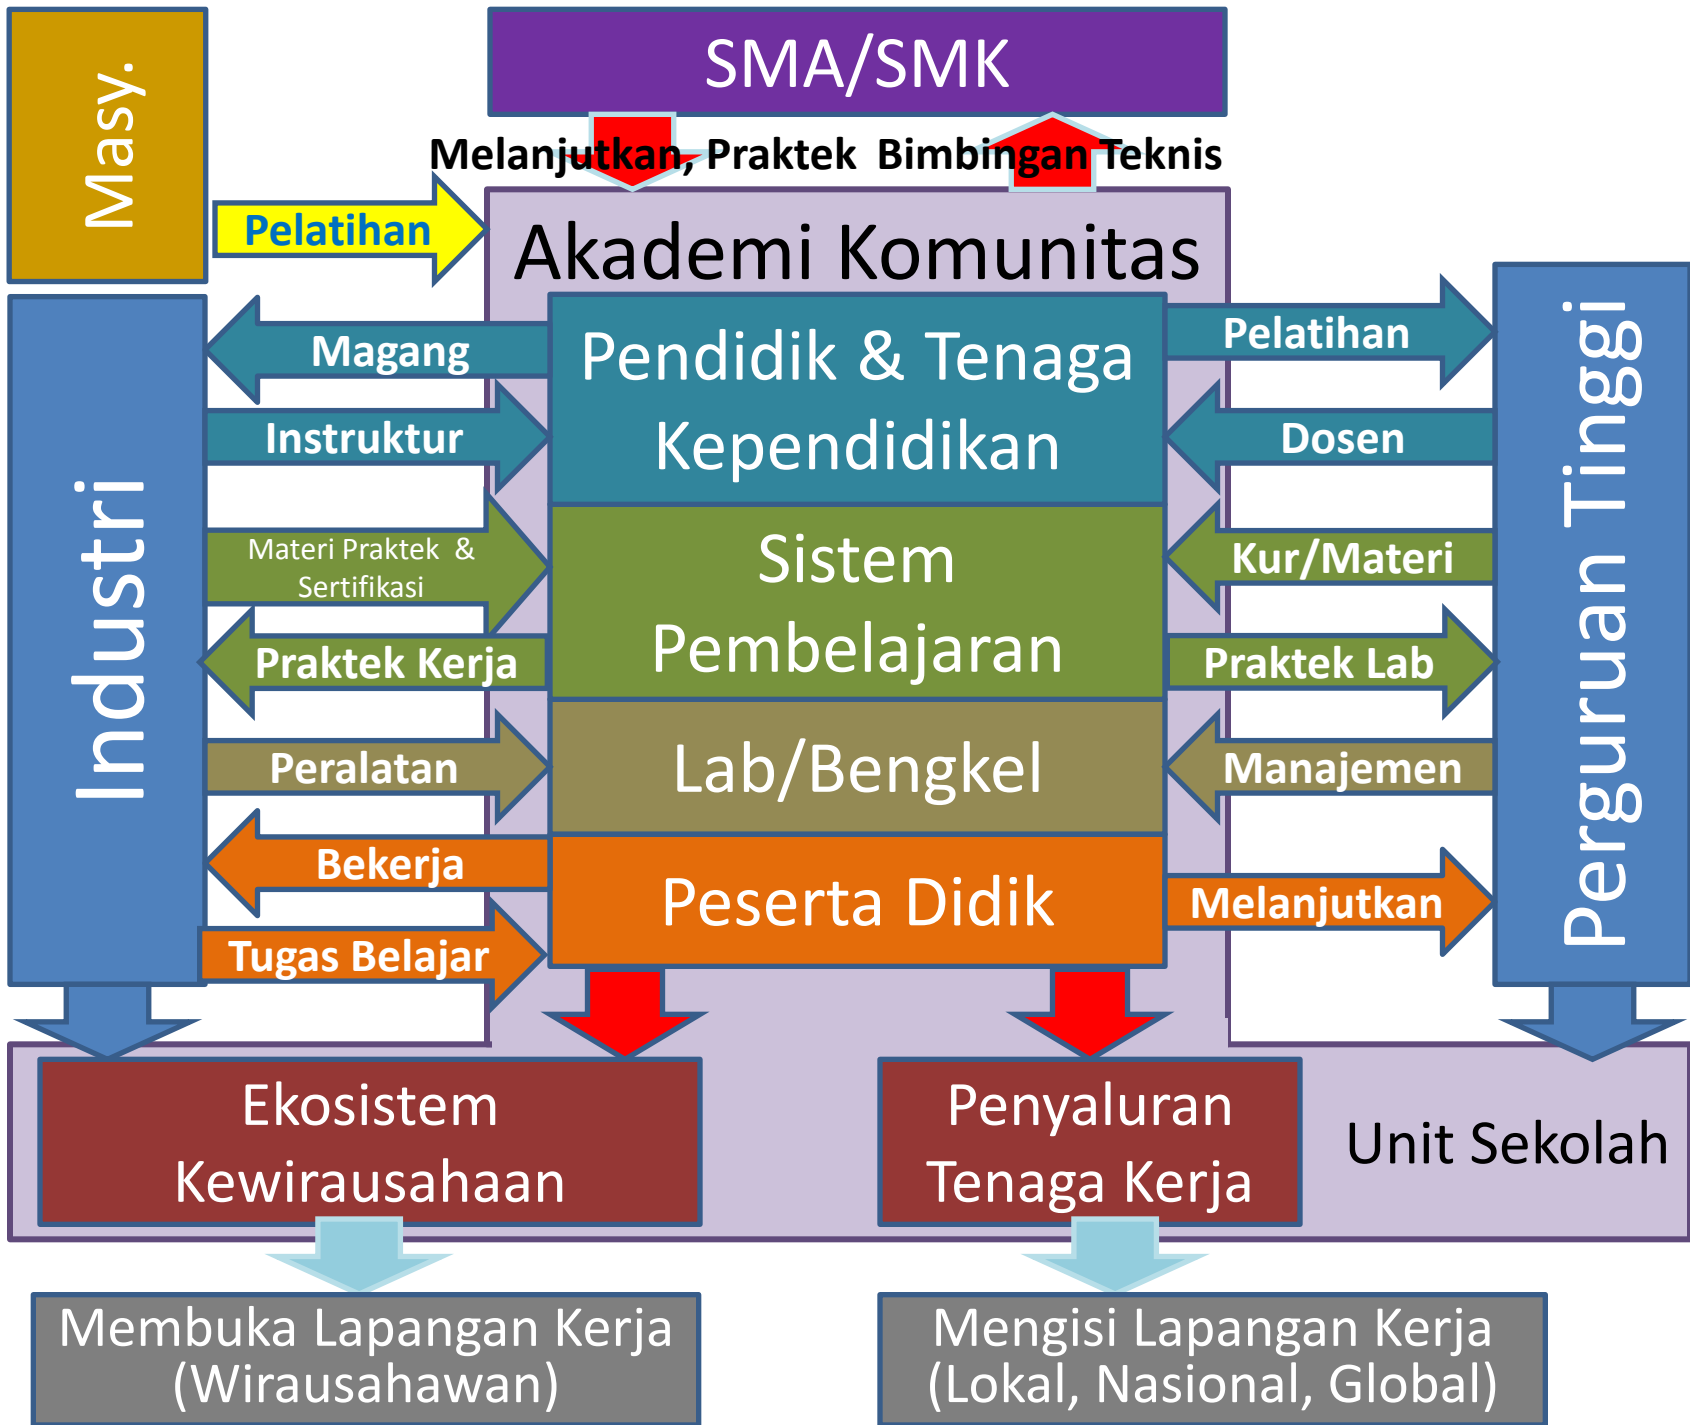 Masy.
SMA/SMK
Melanjutkan, Praktek  Bimbingan Teknis
Pelatihan
Akademi Komunitas
Industri
Magang
Instruktur
Materi Praktek  &
Sertifikasi
Praktek Kerja
Peralatan
Bekerja
Tugas Belajar
Pendidik & Tenaga
Kependidikan
Sistem
Pembelajaran
Lab/Bengkel
Peserta Didik
Pelatihan
Dosen
Kur/Materi
Praktek Lab
Manajemen
Melanjutkan
Perguruan Tinggi
Ekosistem
Kewirausahaan
Penyaluran
Tenaga Kerja
Unit Sekolah
Membuka Lapangan Kerja
(Wirausahawan)
Mengisi Lapangan Kerja
(Lokal, Nasional, Global)